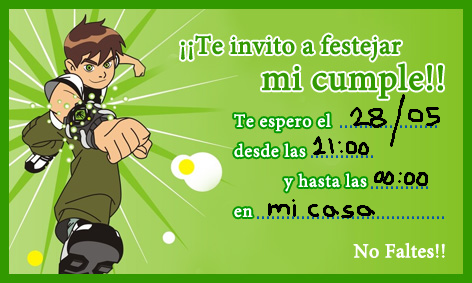 ¡¡Te invito a festejar
mi cumple!!
Te espero el 28/05
desde las 21:00
y hasta las 00:00
en mi casa
No Faltes!!